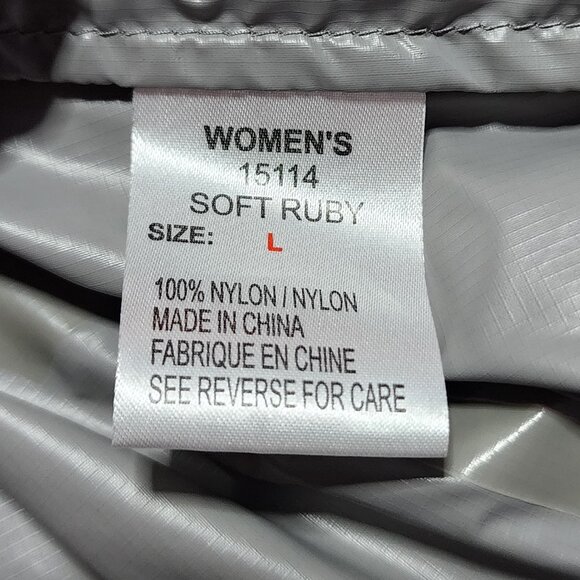 WOMEN'S
15114
SOFT RUBY
SIZE: L
100% NYLON / NYLON
MADE IN CHINA
FABRIQUE EN CHINE
SEE REVERSE FOR CARE